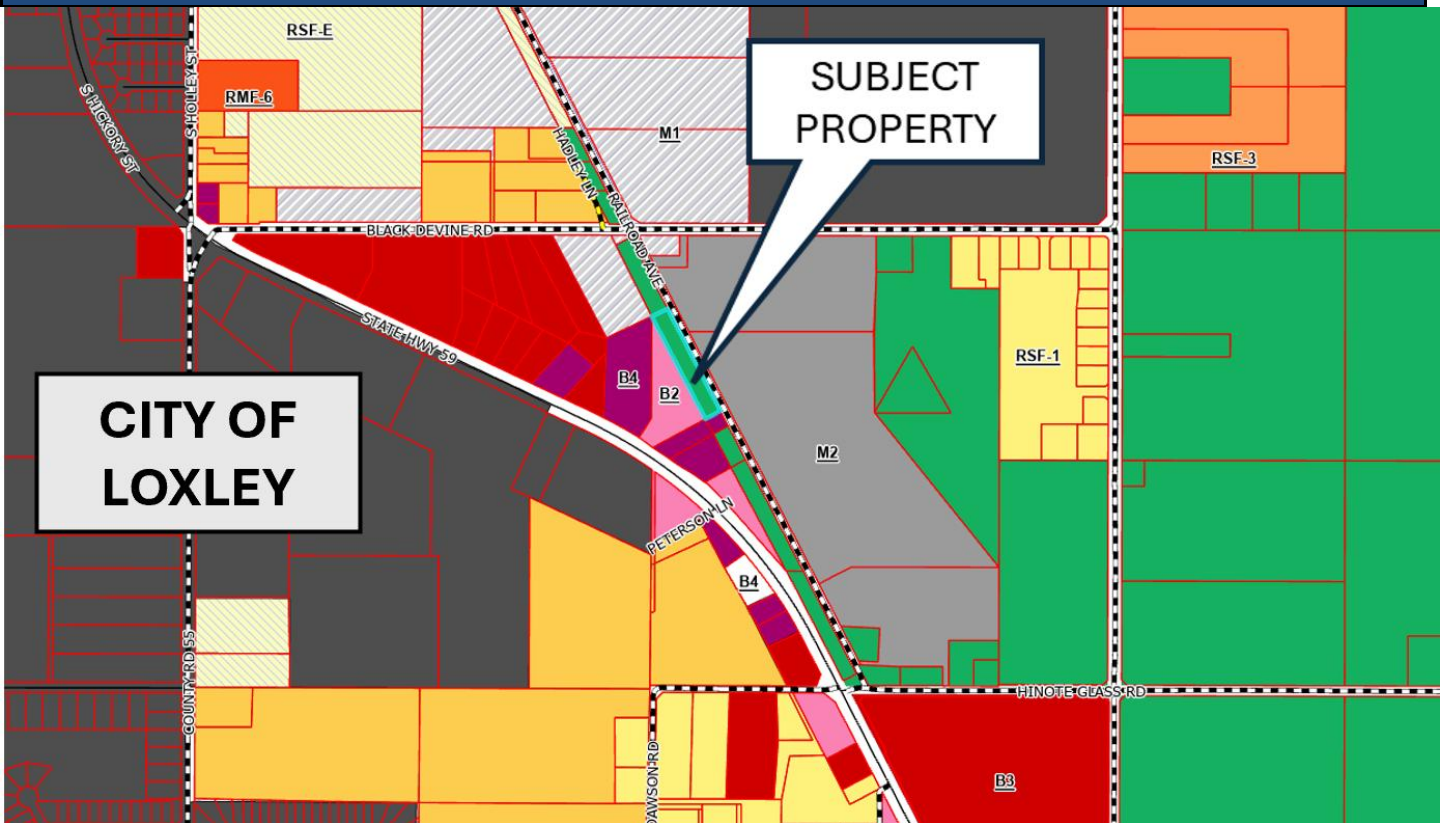 RSF-E
S HOLLEY ST
RMF-6
S HICKORY ST
HADLEY LN
M1
SUBJECT
PROPERTY
RSF-3
RAILROAD AVE
BLACK DEVINE RD
STATE HWY 59
B4
B2
RSF-1
CITY OF
LOXLEY
M2
PETERSON LN
B4
COUNTY RD 55
HINOTE GLASS RD
DAWSON RD
B3